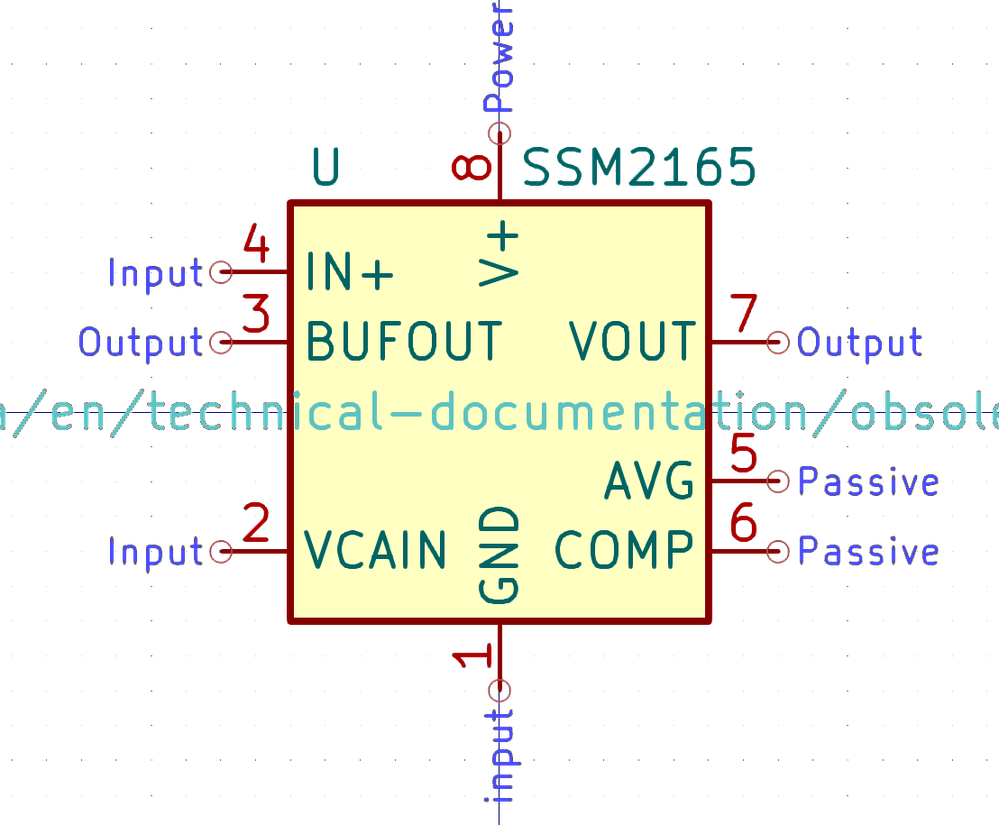 Power
U
8
SSM2165
V+
4
Input
IN+
3
Output
BUFOUT
7
VOUT
Output
/en/technical-documentation/obsole
5
AVG
Passive
2
Input
VCAIN
6
COMP
Passive
GND
1
input